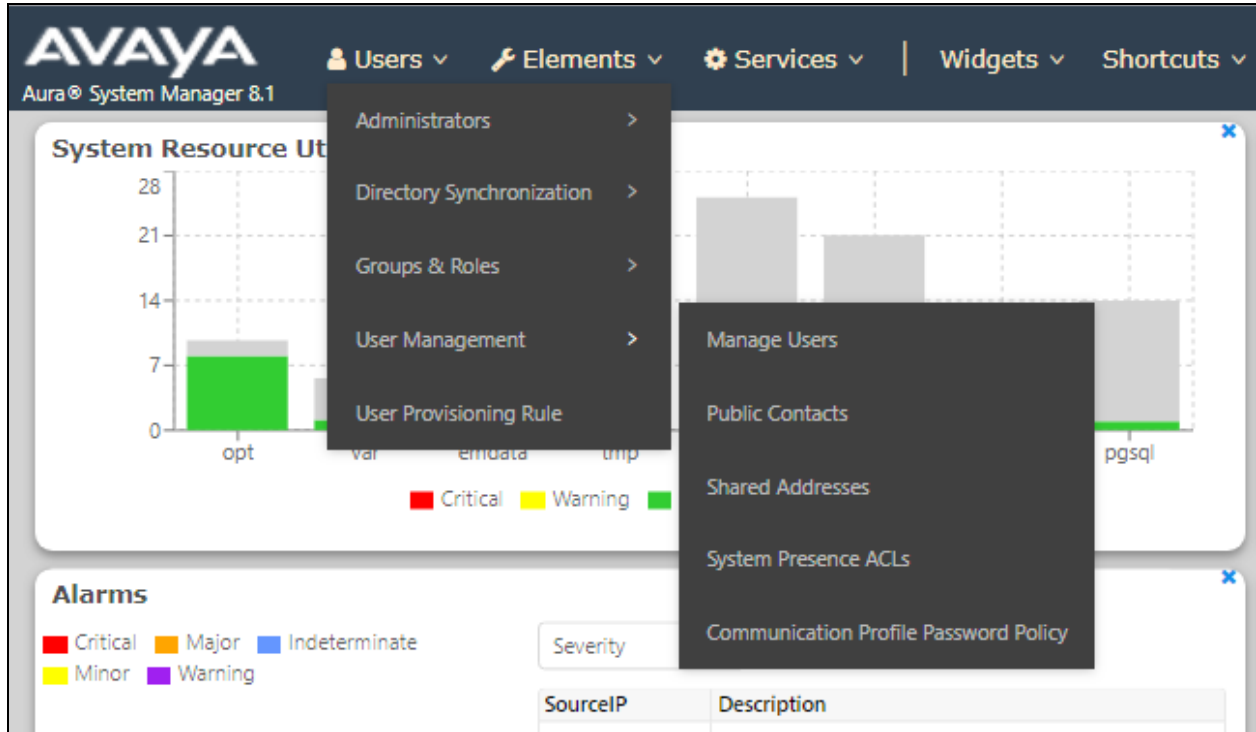 AVAYA
Aura® System Manager 8.1
Users
Elements
Services
Widgets
Shortcuts
Administrators
Directory Synchronization
Groups & Roles
User Management
User Provisioning Rule
Manage Users
Public Contacts
Shared Addresses
System Presence ACLs
Communication Profile Password Policy
System Resource Ut
28
21
14
7
0
opt
var
emdata
tmp
pgsql
Critical
Warning
Alarms
Critical
Major
Indeterminate
Minor
Warning
Severity
SourceIP
Description